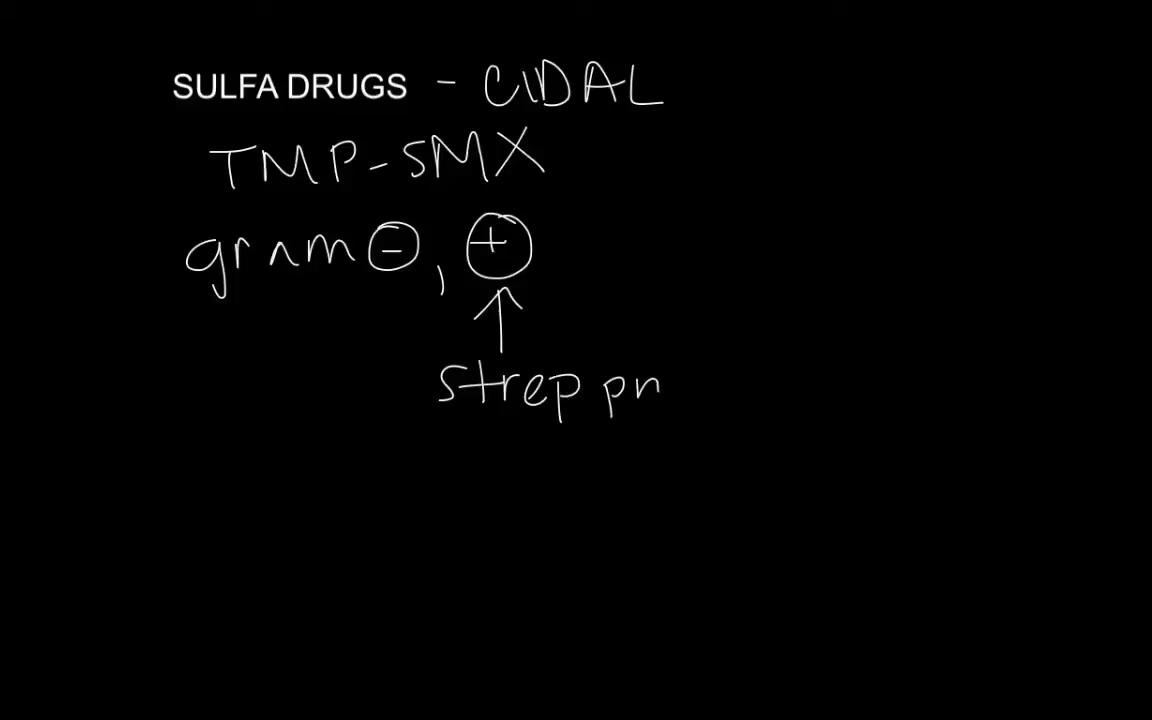 SULFA DRUGS - CIDAL
TMP-SMX
gram ⊖, ⊕
↑
strep pn